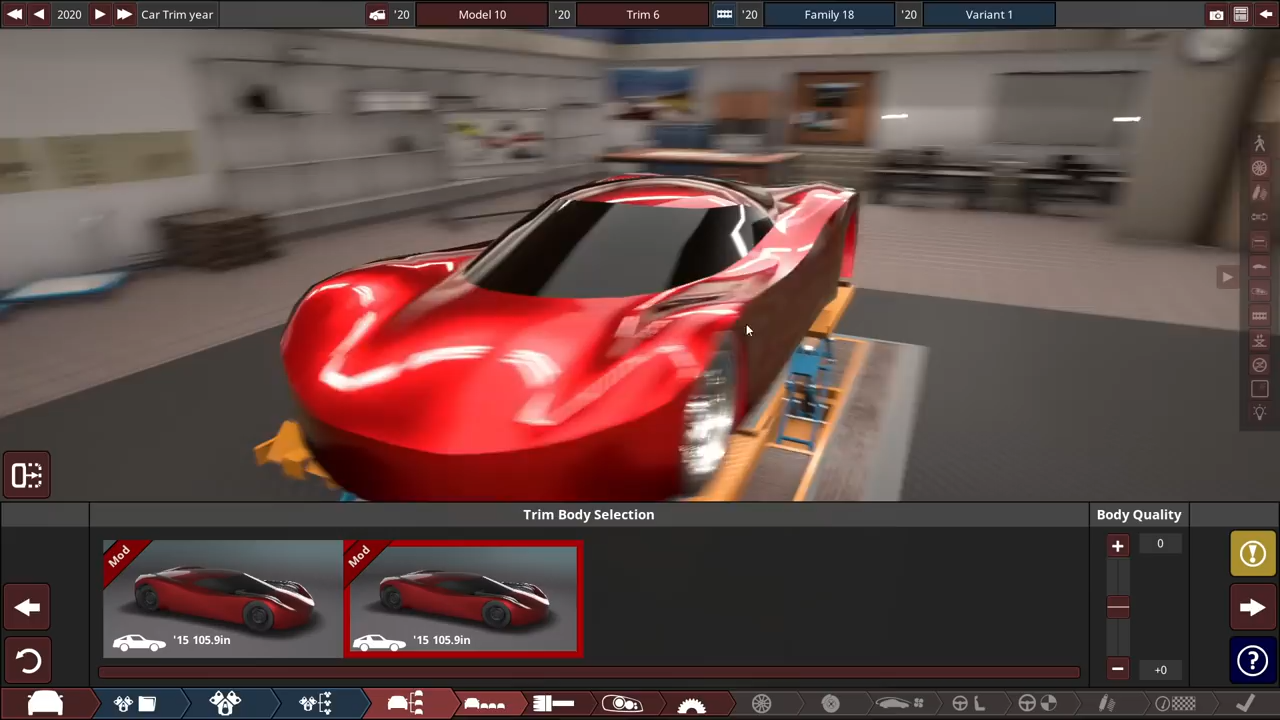 2020 Car Trim year '20 Model 10 '20 Trim 6 '20 Family 18 '20 Variant 1
Trim Body Selection
Body Quality
Mod
Mod
0
'15 105.9in
'15 105.9in
+0